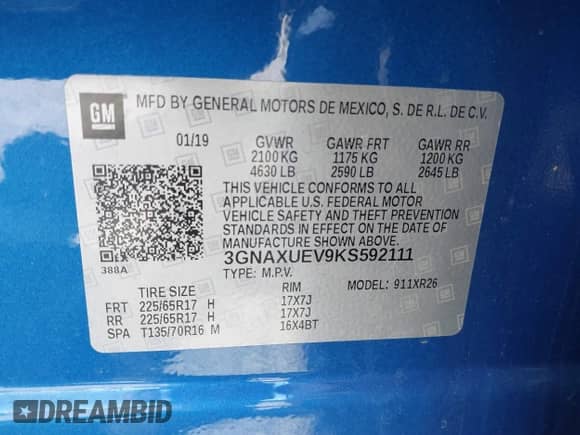 GM
MFD BY GENERAL MOTORS DE MEXICO, S. DE R.L. DE C.V.
01/19 GVWR GAWR FRT GAWR RR
2100 KG 1175 KG 1200 KG
4630 LB 2590 LB 2645 LB
THIS VEHICLE CONFORMS TO ALL
APPLICABLE U.S. FEDERAL MOTOR
VEHICLE SAFETY AND THEFT PREVENTION
STANDARDS IN EFFECT ON THE DATE OF
MANUFACTURE SHOWN ABOVE.
388A
3GNAXUEV9KS592111
TYPE: M.P.V. MODEL: 911XR26
TIRE SIZE RIM
FRT 225/65R17 H 17X7J
RR 225/65R17 H 17X7J
SPA T135/70R16 M 16X4BT
DREAMBID